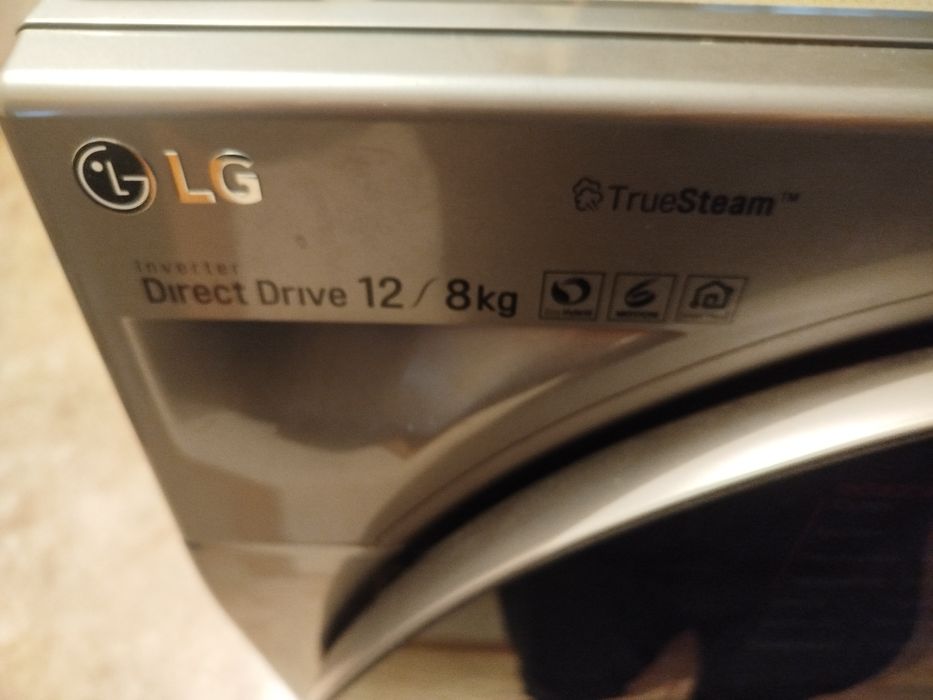 LG
TrueSteam™
Inverter
Direct Drive 12 / 8kg